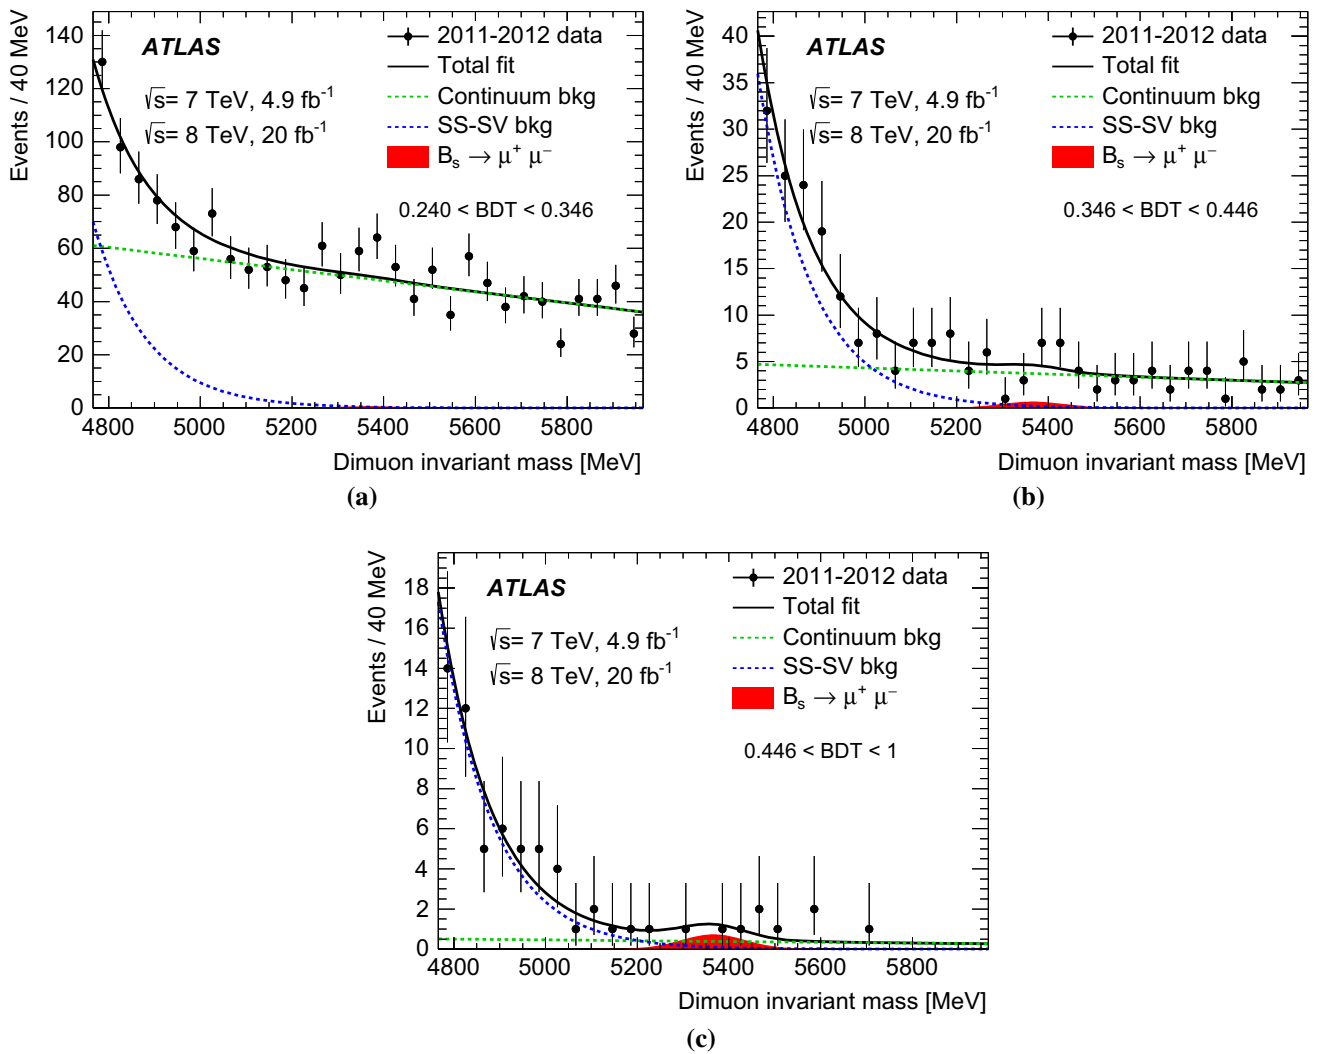 Events / 40 MeV
140
120
100
80
60
40
20
0
4800 5000 5200 5400 5600 5800
Dimuon invariant mass [MeV]
ATLAS
√s= 7 TeV, 4.9 fb⁻¹
√s= 8 TeV, 20 fb⁻¹
2011-2012 data
Total fit
Continuum bkg
SS-SV bkg
Bₛ → μ⁺ μ⁻
0.240 < BDT < 0.346
(a)
Events / 40 MeV
40
35
30
25
20
15
10
5
0
4800 5000 5200 5400 5600 5800
Dimuon invariant mass [MeV]
ATLAS
√s= 7 TeV, 4.9 fb⁻¹
√s= 8 TeV, 20 fb⁻¹
2011-2012 data
Total fit
Continuum bkg
SS-SV bkg
Bₛ → μ⁺ μ⁻
0.346 < BDT < 0.446
(b)
Events / 40 MeV
18
16
14
12
10
8
6
4
2
0
4800 5000 5200 5400 5600 5800
Dimuon invariant mass [MeV]
ATLAS
√s= 7 TeV, 4.9 fb⁻¹
√s= 8 TeV, 20 fb⁻¹
2011-2012 data
Total fit
Continuum bkg
SS-SV bkg
Bₛ → μ⁺ μ⁻
0.446 < BDT < 1
(c)